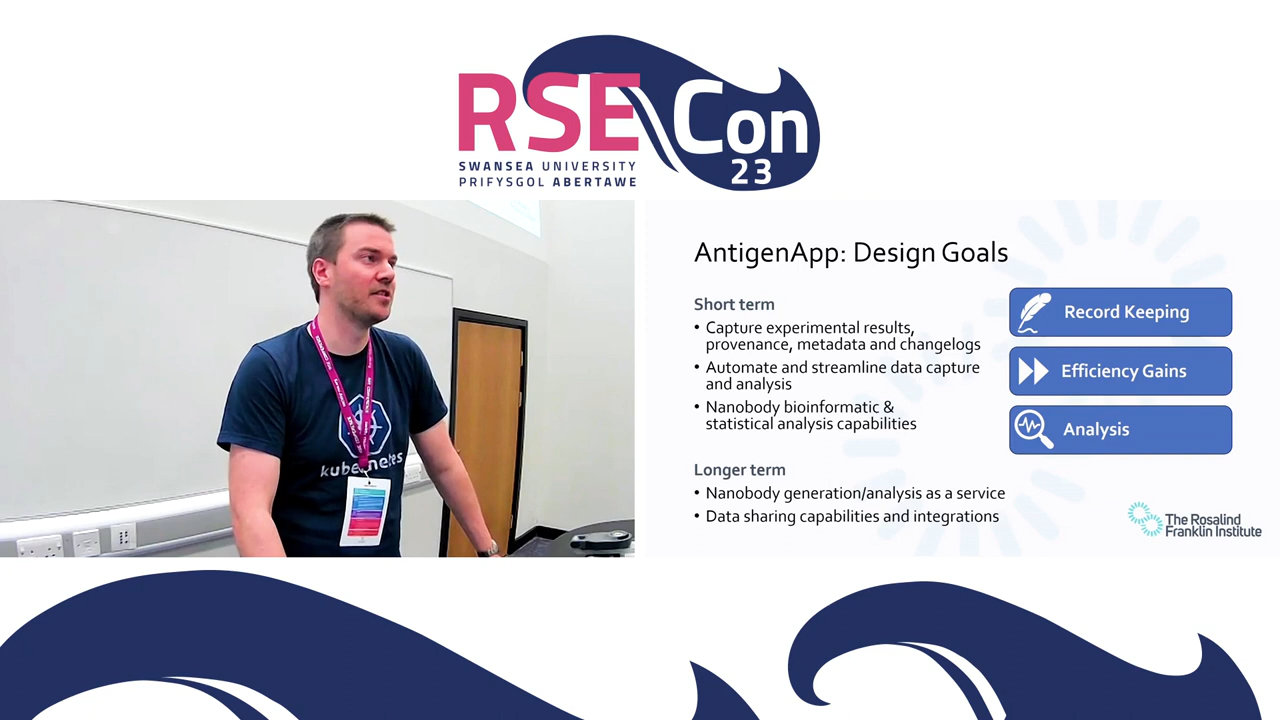 RSE Con
23
SWANSEA UNIVERSITY
PRIFYSGOL ABERTAWE
kubernetes
AntigenApp: Design Goals
Short term
• Capture experimental results,
provenance, metadata and changelogs
• Automate and streamline data capture
and analysis
• Nanobody bioinformatic &
statistical analysis capabilities
Longer term
• Nanobody generation/analysis as a service
• Data sharing capabilities and integrations
Record Keeping
Efficiency Gains
Analysis
The Rosalind
Franklin Institute